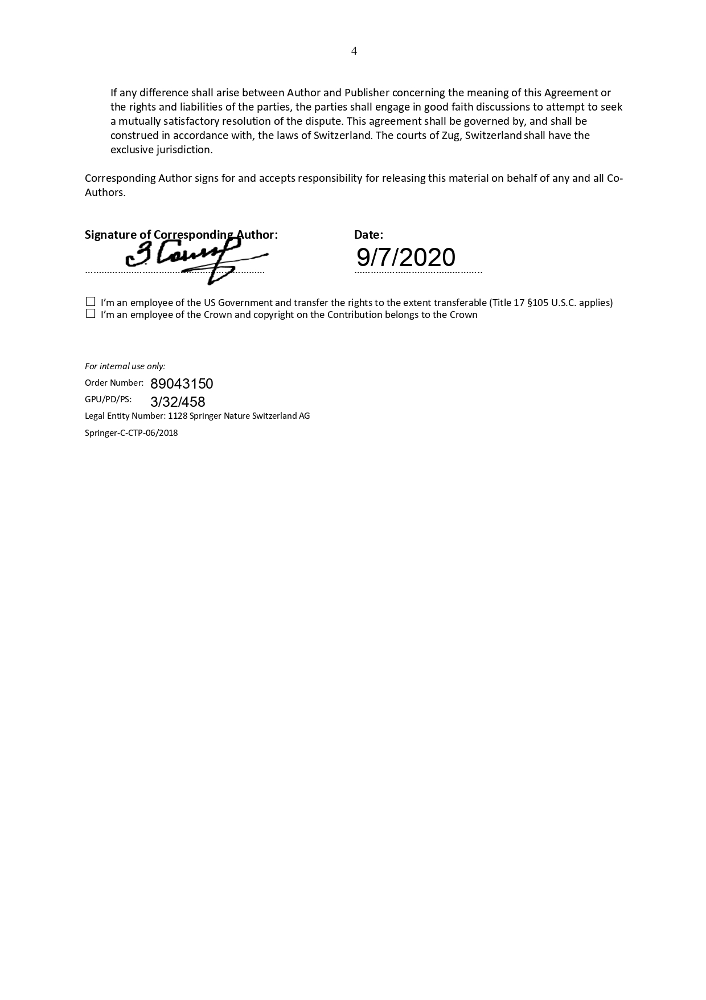 4
If any difference shall arise between Author and Publisher concerning the meaning of this Agreement or
the rights and liabilities of the parties, the parties shall engage in good faith discussions to attempt to seek
a mutually satisfactory resolution of the dispute. This agreement shall be governed by, and shall be
construed in accordance with, the laws of Switzerland. The courts of Zug, Switzerland shall have the
exclusive jurisdiction.
Corresponding Author signs for and accepts responsibility for releasing this material on behalf of any and all Co-
Authors.
Signature of Corresponding Author: Date:
9/7/2020
☐ I’m an employee of the US Government and transfer the rights to the extent transferable (Title 17 §105 U.S.C. applies)
☐ I’m an employee of the Crown and copyright on the Contribution belongs to the Crown
For internal use only:
Order Number: 89043150
GPU/PD/PS: 3/32/458
Legal Entity Number: 1128 Springer Nature Switzerland AG
Springer-C-CTP-06/2018